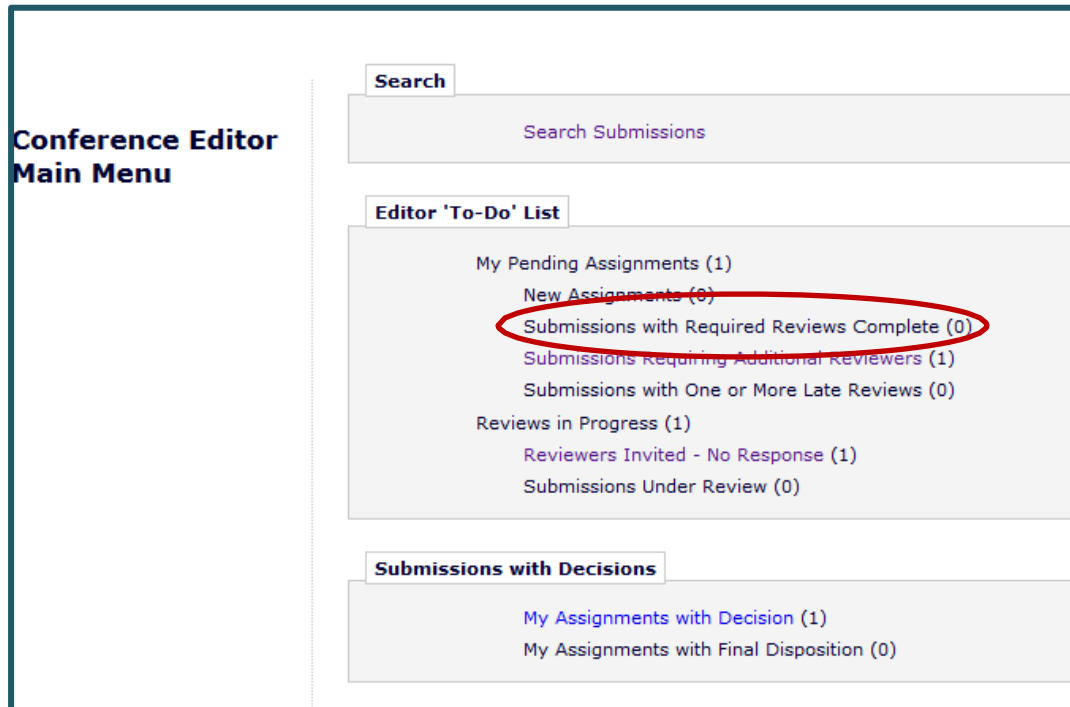 Search
Search Submissions
Conference Editor
Main Menu
Editor 'To-Do' List
My Pending Assignments (1)
New Assignments (0)
Submissions with Required Reviews Complete (0)
Submissions Requiring Additional Reviewers (1)
Submissions with One or More Late Reviews (0)
Reviews in Progress (1)
Reviewers Invited - No Response (1)
Submissions Under Review (0)
Submissions with Decisions
My Assignments with Decision (1)
My Assignments with Final Disposition (0)